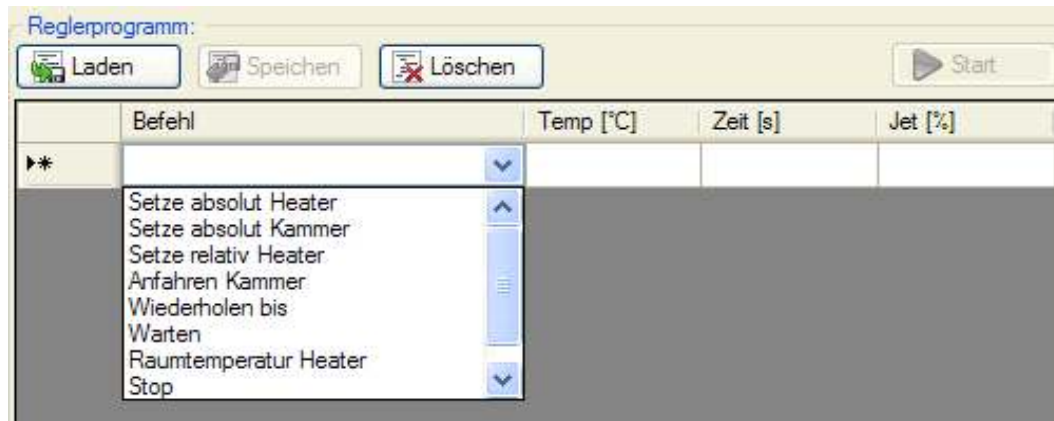 Reglerprogramm:
Laden Speichen Löschen Start
Befehl Temp [°C] Zeit [s] Jet [%]
Setze absolut Heater
Setze absolut Kammer
Setze relativ Heater
Anfahren Kammer
Wiederholen bis
Warten
Raumtemperatur Heater
Stop